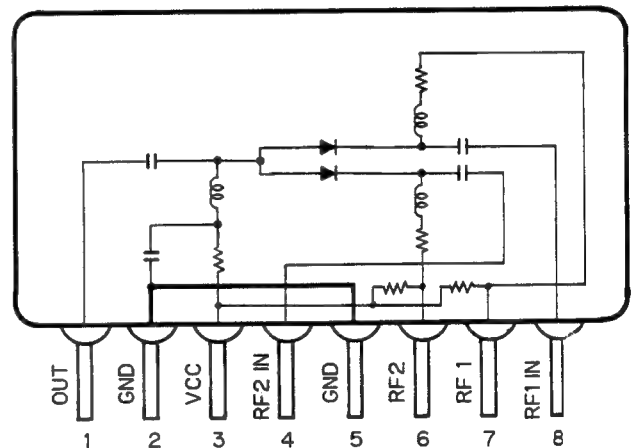 OUT
GND
VCC
RF2 IN
GND
RF2
RF 1
RF1 IN
1 2 3 4 5 6 7 8